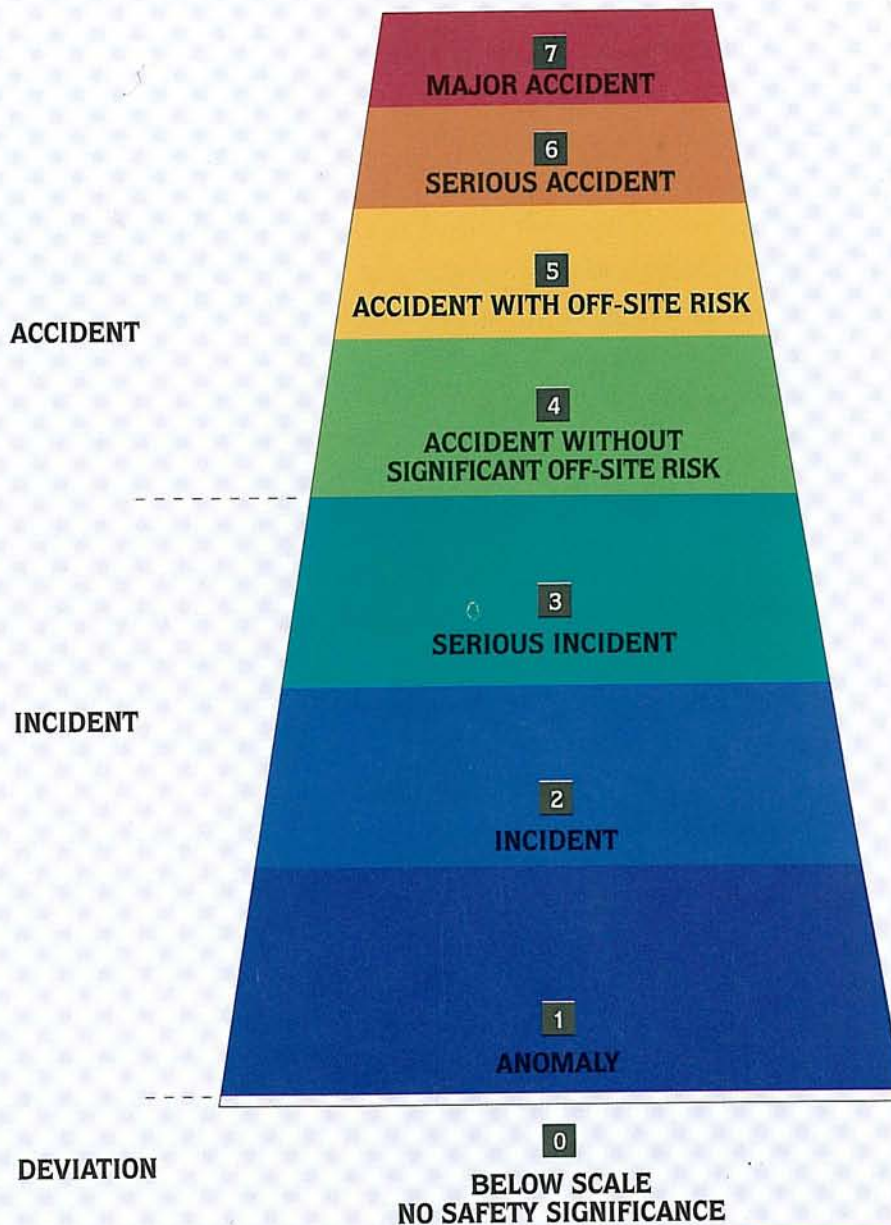 7
MAJOR ACCIDENT
6
SERIOUS ACCIDENT
5
ACCIDENT WITH OFF-SITE RISK
ACCIDENT
4
ACCIDENT WITHOUT
SIGNIFICANT OFF-SITE RISK
3
SERIOUS INCIDENT
INCIDENT
2
INCIDENT
1
ANOMALY
0
DEVIATION
BELOW SCALE
NO SAFETY SIGNIFICANCE